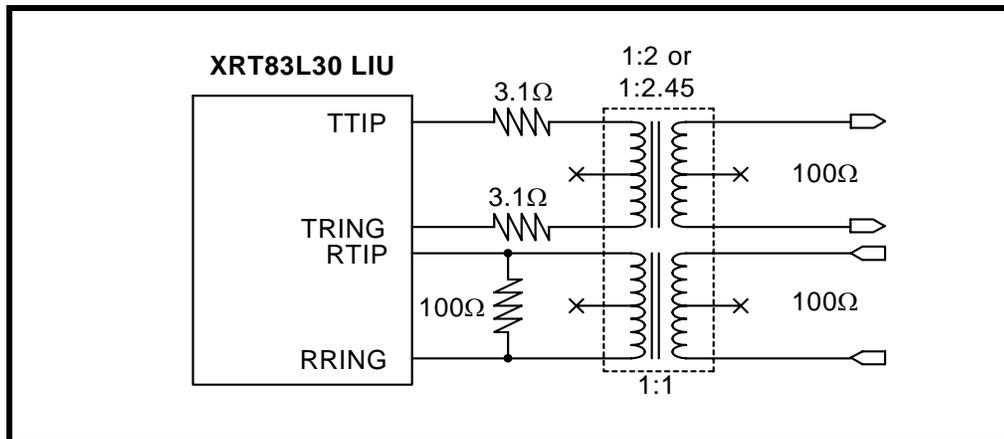 XRT83L30 LIU
1:2 or
1:2.45
3.1Ω
TTIP
100Ω
3.1Ω
TRING
RTIP
100Ω
100Ω
RRING
1:1